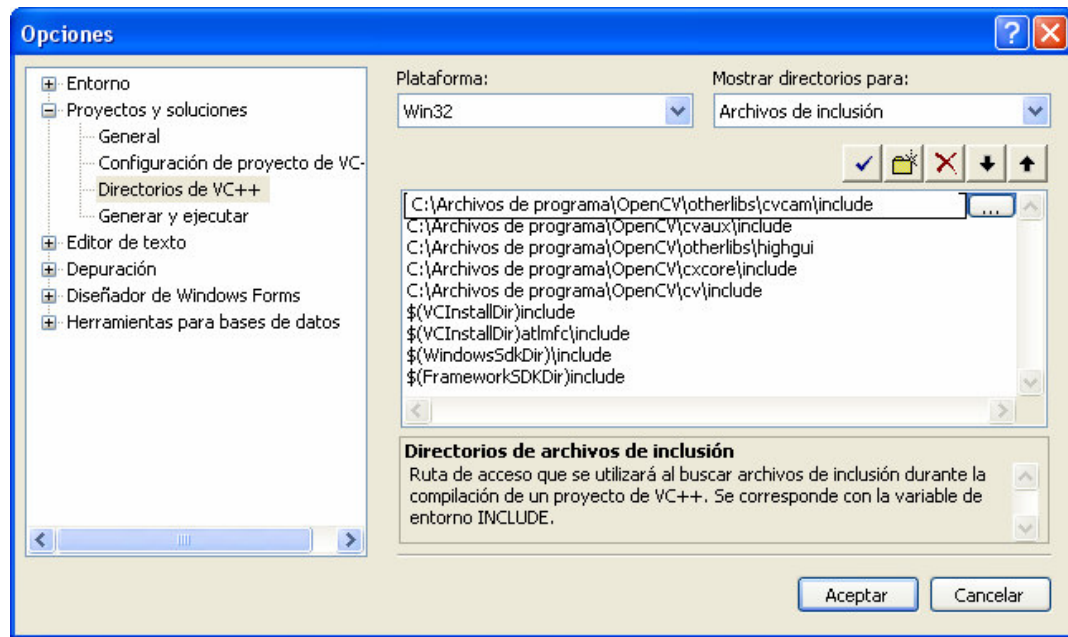 Opciones
Entorno
Proyectos y soluciones
General
Configuración de proyecto de VC-
Directorios de VC++
Generar y ejecutar
Editor de texto
Depuración
Diseñador de Windows Forms
Herramientas para bases de datos
Plataforma:
Win32
Mostrar directorios para:
Archivos de inclusión
C:\Archivos de programa\OpenCV\otherlibs\cvcam\include
...
C:\Archivos de programa\OpenCV\cvaux\include
C:\Archivos de programa\OpenCV\otherlibs\highgui
C:\Archivos de programa\OpenCV\cxcore\include
C:\Archivos de programa\OpenCV\cv\include
$(VCInstallDir)include
$(VCInstallDir)atlmfc\include
$(WindowsSdkDir)\include
$(FrameworkSDKDir)include
Directorios de archivos de inclusión
Ruta de acceso que se utilizará al buscar archivos de inclusión durante la
compilación de un proyecto de VC++. Se corresponde con la variable de
entorno INCLUDE.
Aceptar
Cancelar